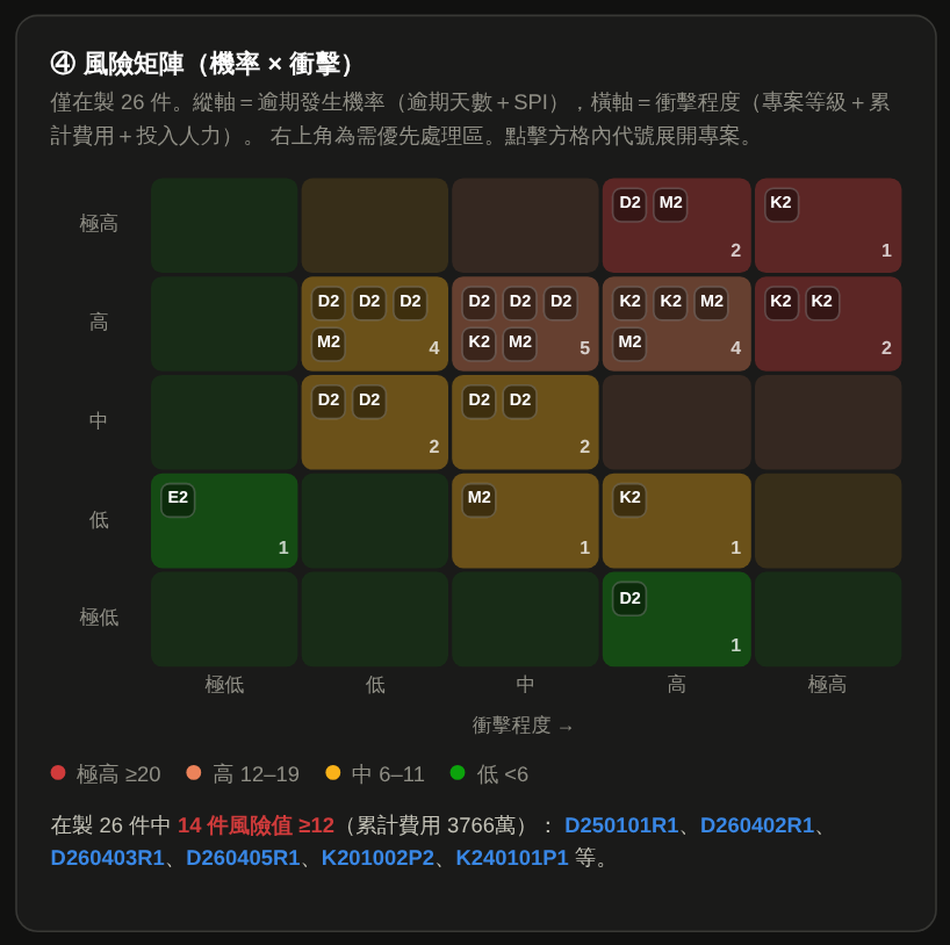 ④ 風險矩陣（機率 × 衝擊）
僅在製 26 件。縱軸＝逾期發生機率（逾期天數＋SPI），橫軸＝衝擊程度（專案等級＋累
計費用＋投入人力）。 右上角為需優先處理區。點擊方格內代號展開專案。
極高
D2 M2
2
K2
1
高
D2 D2 D2
M2
4
D2 D2 D2
K2 M2
5
K2 K2 M2
M2
4
K2 K2
2
中
D2 D2
2
D2 D2
2
低
E2
1
M2
1
K2
1
極低
D2
1
極低 低 中 高 極高
衝擊程度 →
極高 ≥20 高 12–19 中 6–11 低 <6
在製 26 件中 14 件風險值 ≥12（累計費用 3766萬）： D250101R1、D260402R1、
D260403R1、D260405R1、K201002P2、K240101P1 等。